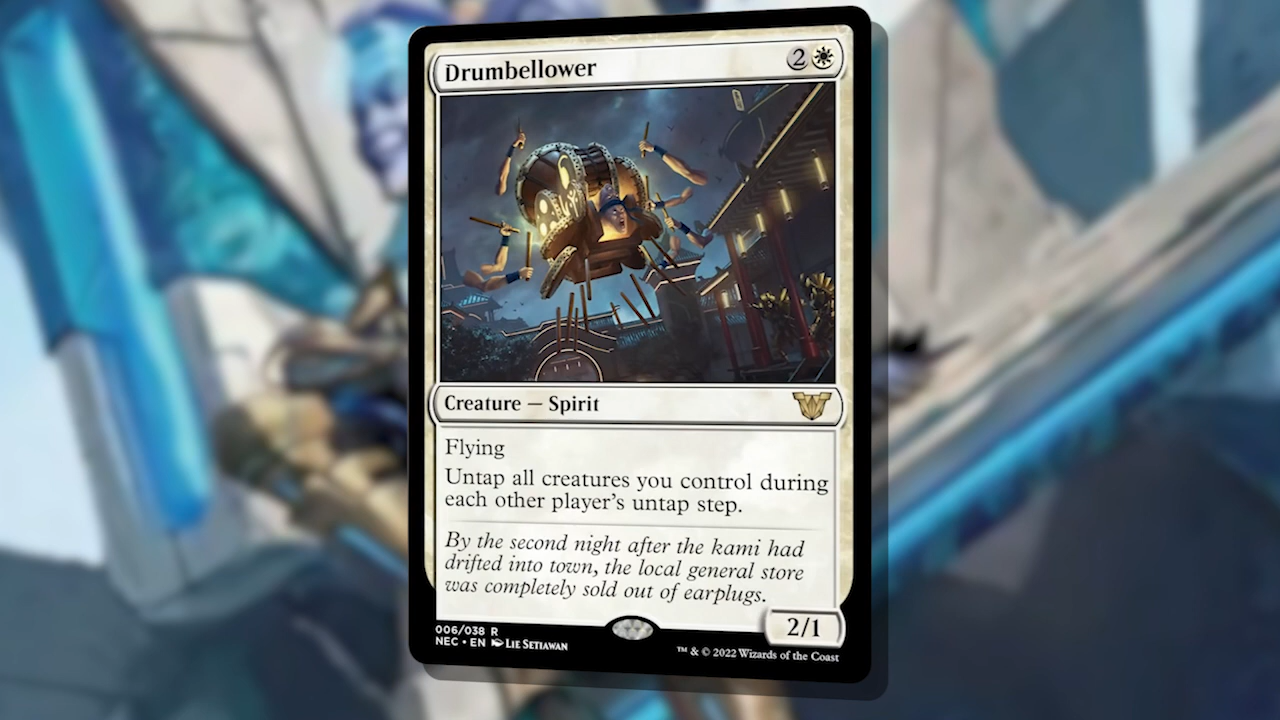 Drumbellower
2
Creature — Spirit
Flying
Untap all creatures you control during
each other player's untap step.
By the second night after the kami had
drifted into town, the local general store
was completely sold out of earplugs.
2/1
006/038 R
NEC • EN Lie Setiawan
™ & © 2022 Wizards of the Coast